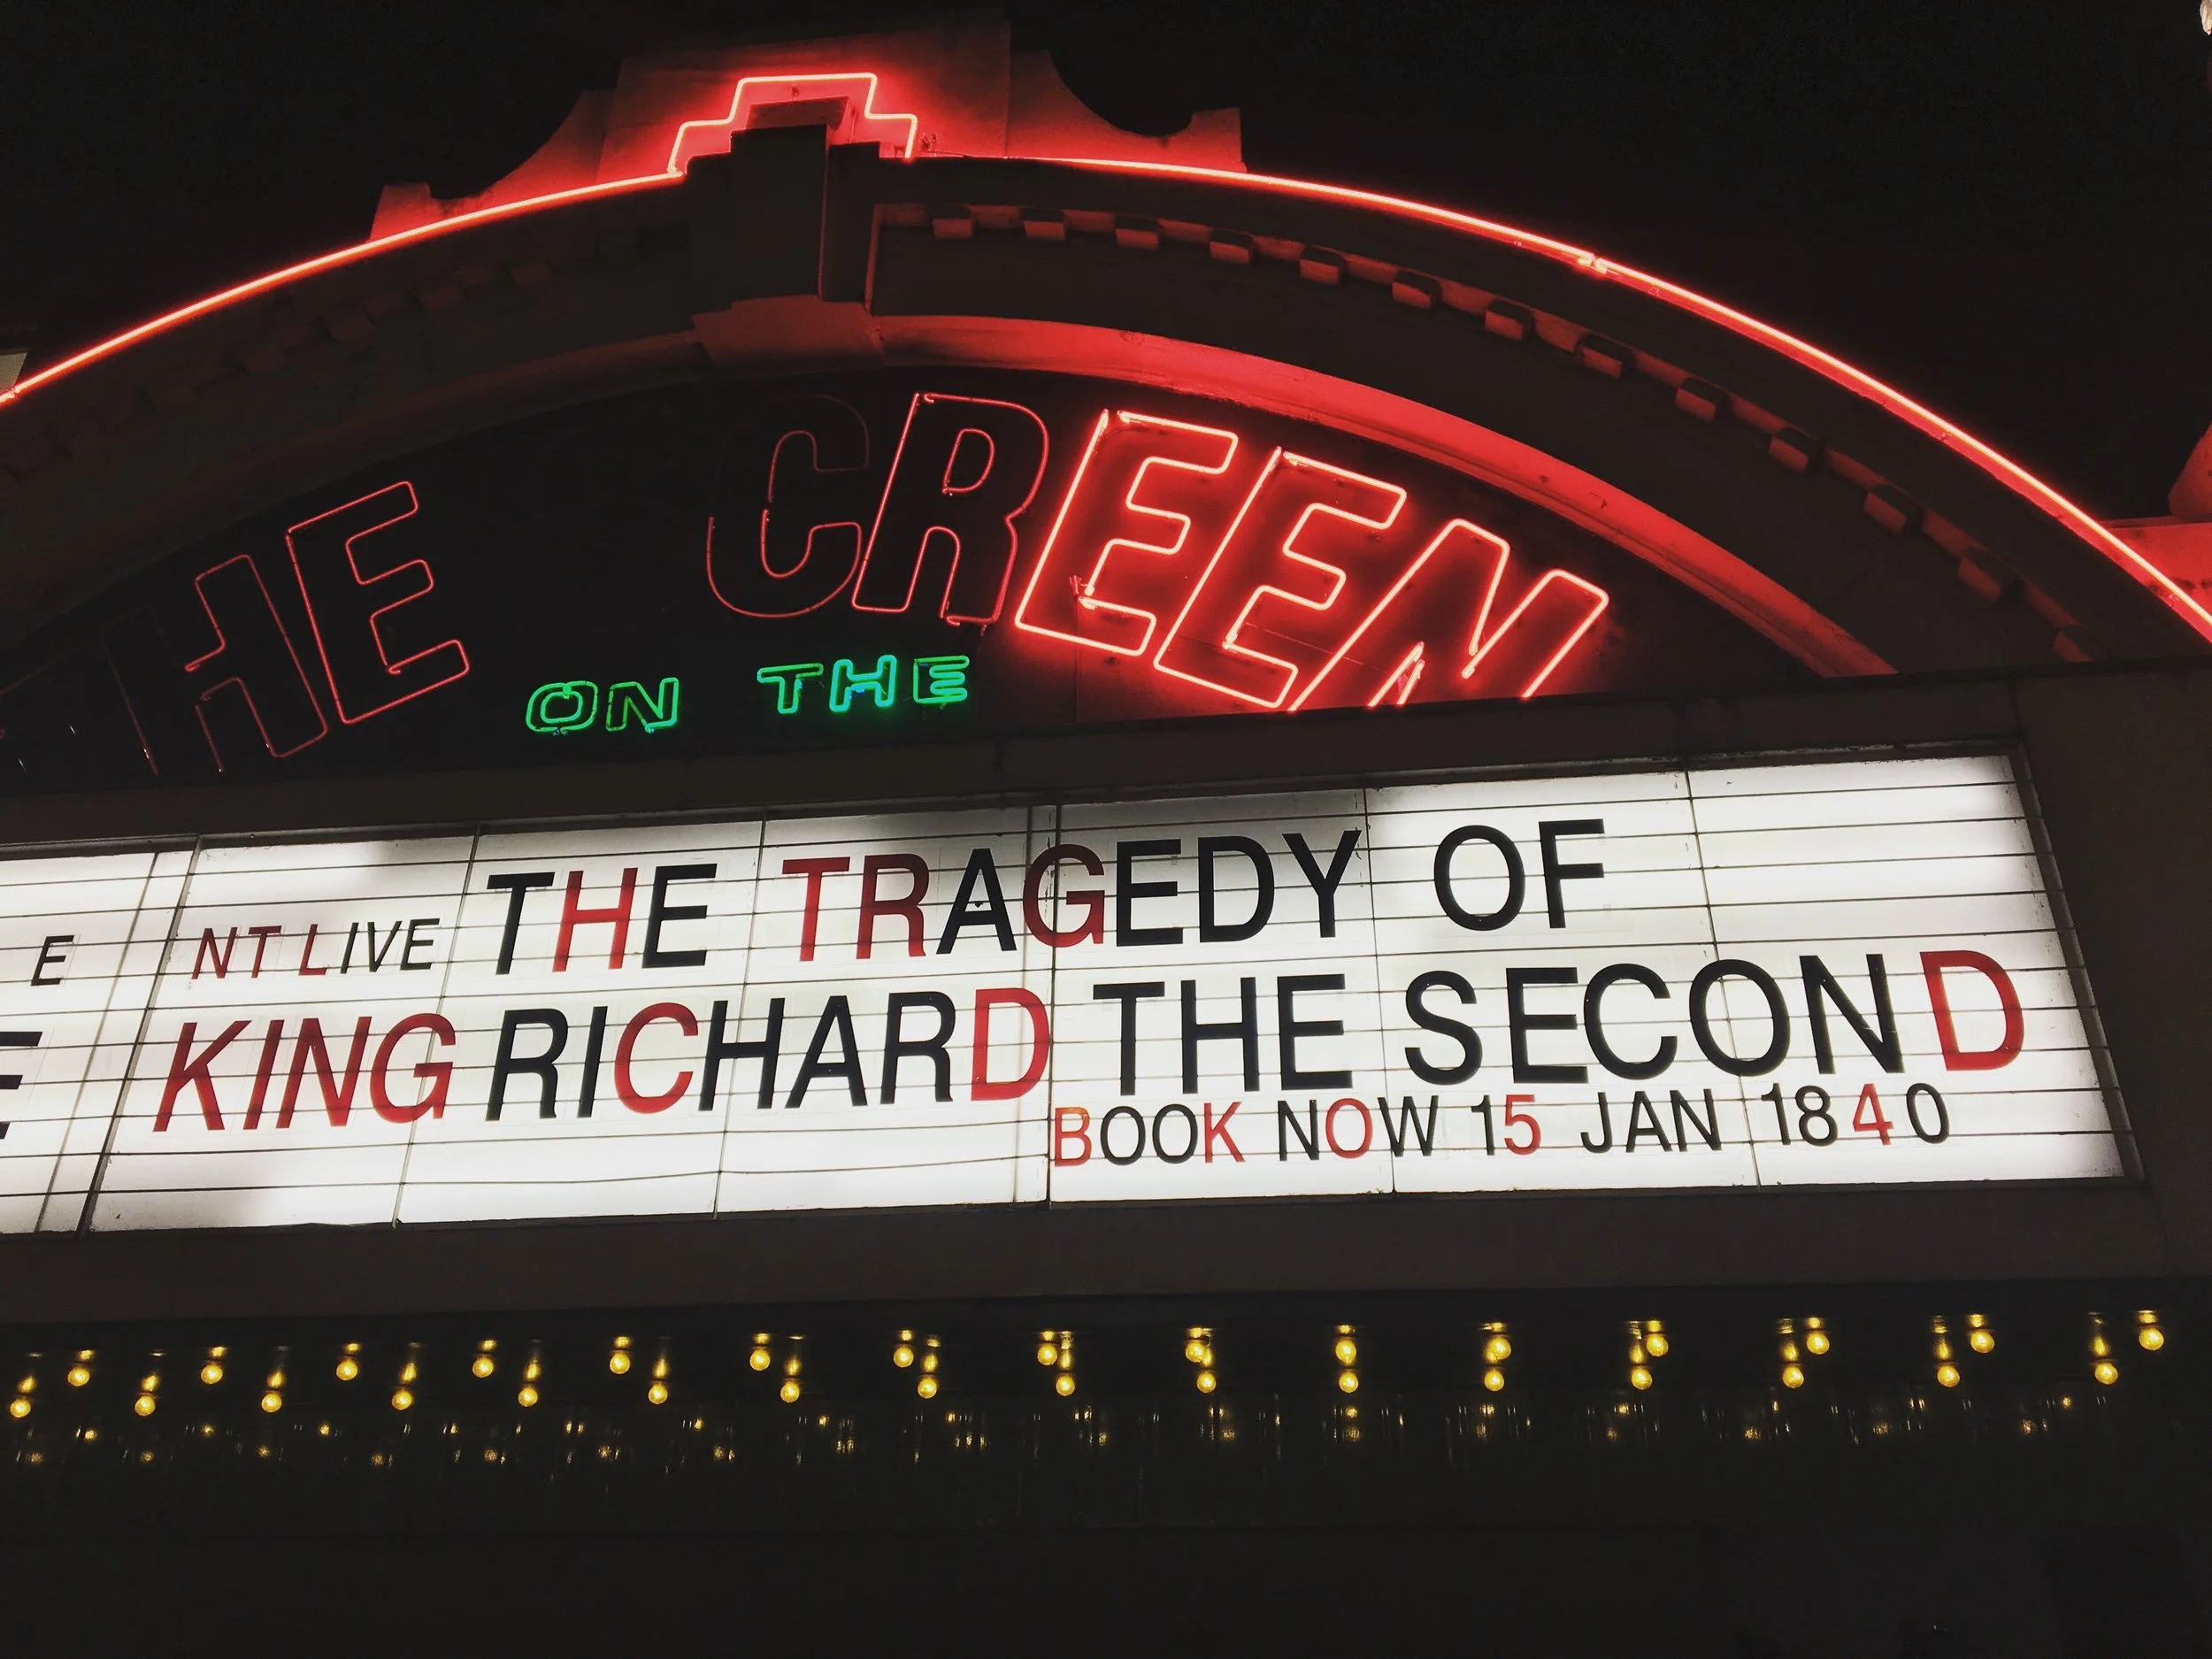 HE CREEN
ON THE
E
NT LIVE THE TRAGEDY OF
KING RICHARD THE SECOND
BOOK NOW 15 JAN 1840